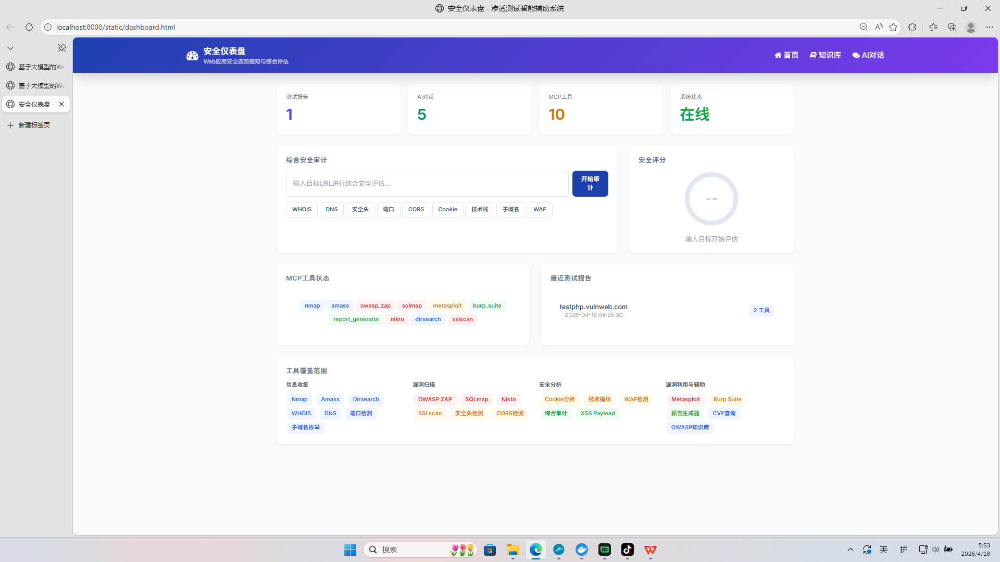 安全仪表盘 - 渗透测试智能辅助系统
localhost:8000/static/dashboard.html
基于大模型的We
基于大模型的We
安全仪表盘 -
新建标签页
安全仪表盘
Web应用安全态势感知与综合评估
首页
知识库
AI对话
测试报告
1
AI对话
5
MCP工具
10
系统状态
在线
综合安全审计
输入目标URL进行综合安全评估...
开始审
计
WHOIS
DNS
安全头
端口
CORS
Cookie
技术栈
子域名
WAF
安全评分
--
输入目标开始评估
MCP工具状态
nmap
amass
owasp_zap
sqlmap
metasploit
burp_suite
report_generator
nikto
dirsearch
sslscan
最近测试报告
testphp.vulnweb.com
2026-04-16 04:25:30
2 工具
工具覆盖范围
信息收集
Nmap
Amass
Dirsearch
WHOIS
DNS
端口检测
子域名枚举
漏洞扫描
OWASP ZAP
SQLmap
Nikto
SSLscan
安全头检测
CORS检测
安全分析
Cookie分析
技术指纹
WAF检测
综合审计
XSS Payload
漏洞利用与辅助
Metasploit
Burp Suite
报告生成器
CVE查询
OWASP知识库
搜索
英
拼
5:53
2026/4/18